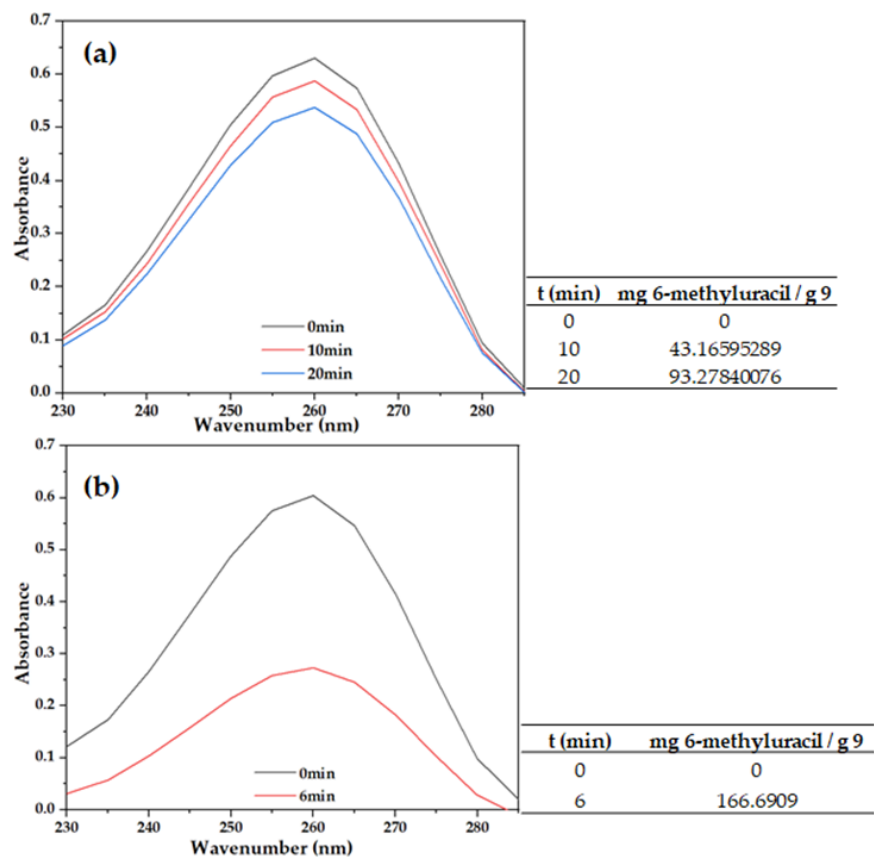 0.7
(a)
0.6
0.5
0.4
0.3
0.2
0.1
0.0
Absorbance
0min
10min
20min
230 240 250 260 270 280
Wavenumber (nm)
t (min) mg 6-methyluracil / g 9
0 0
10 43.16595289
20 93.27840076
0.7
(b)
0.6
0.5
0.4
0.3
0.2
0.1
0.0
Absorbance
0min
6min
230 240 250 260 270 280
Wavenumber (nm)
t (min) mg 6-methyluracil / g 9
0 0
6 166.6909